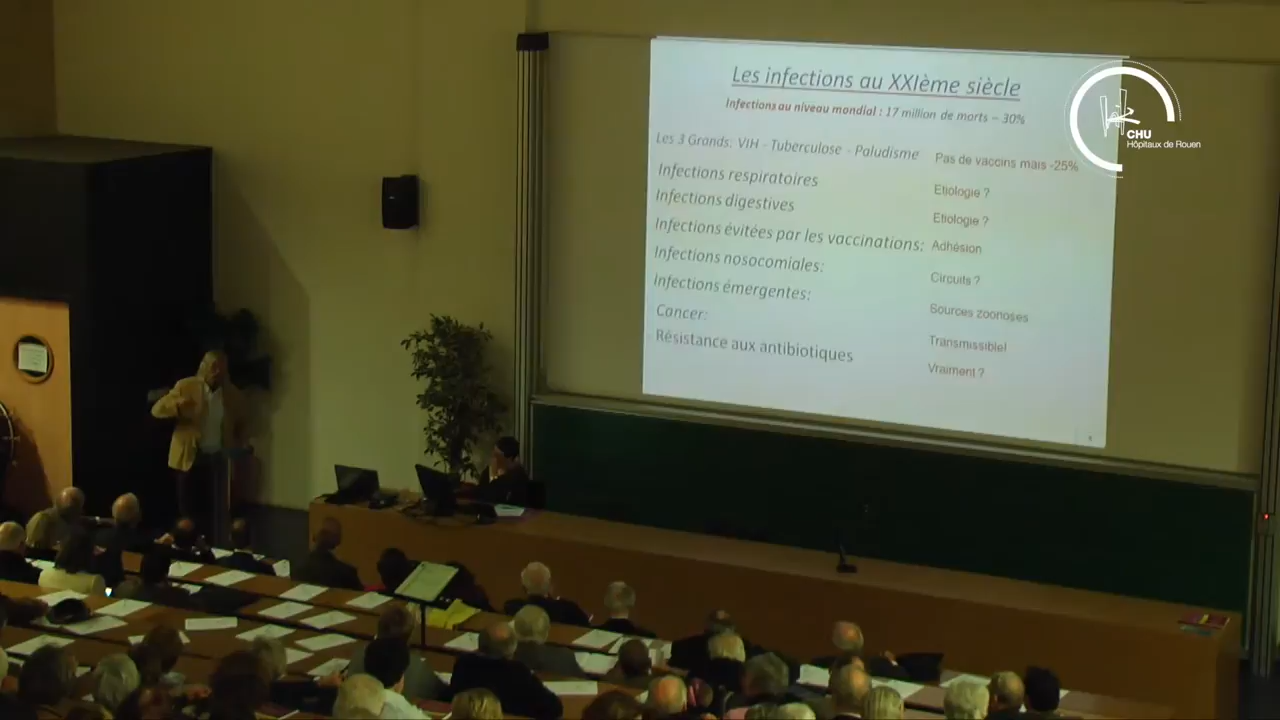 Les infections au XXIème siècle
Infections au niveau mondial : 17 million de morts – 30%
Les 3 Grands: VIH - Tuberculose - Paludisme Pas de vaccins mais -25%
Infections respiratoires Etiologie ?
Infections digestives Etiologie ?
Infections évitées par les vaccinations: Adhésion
Infections nosocomiales: Circuits ?
Infections émergentes: Sources zoonoses
Cancer: Transmissible!
Résistance aux antibiotiques Vraiment ?
CHU
Hôpitaux de Rouen